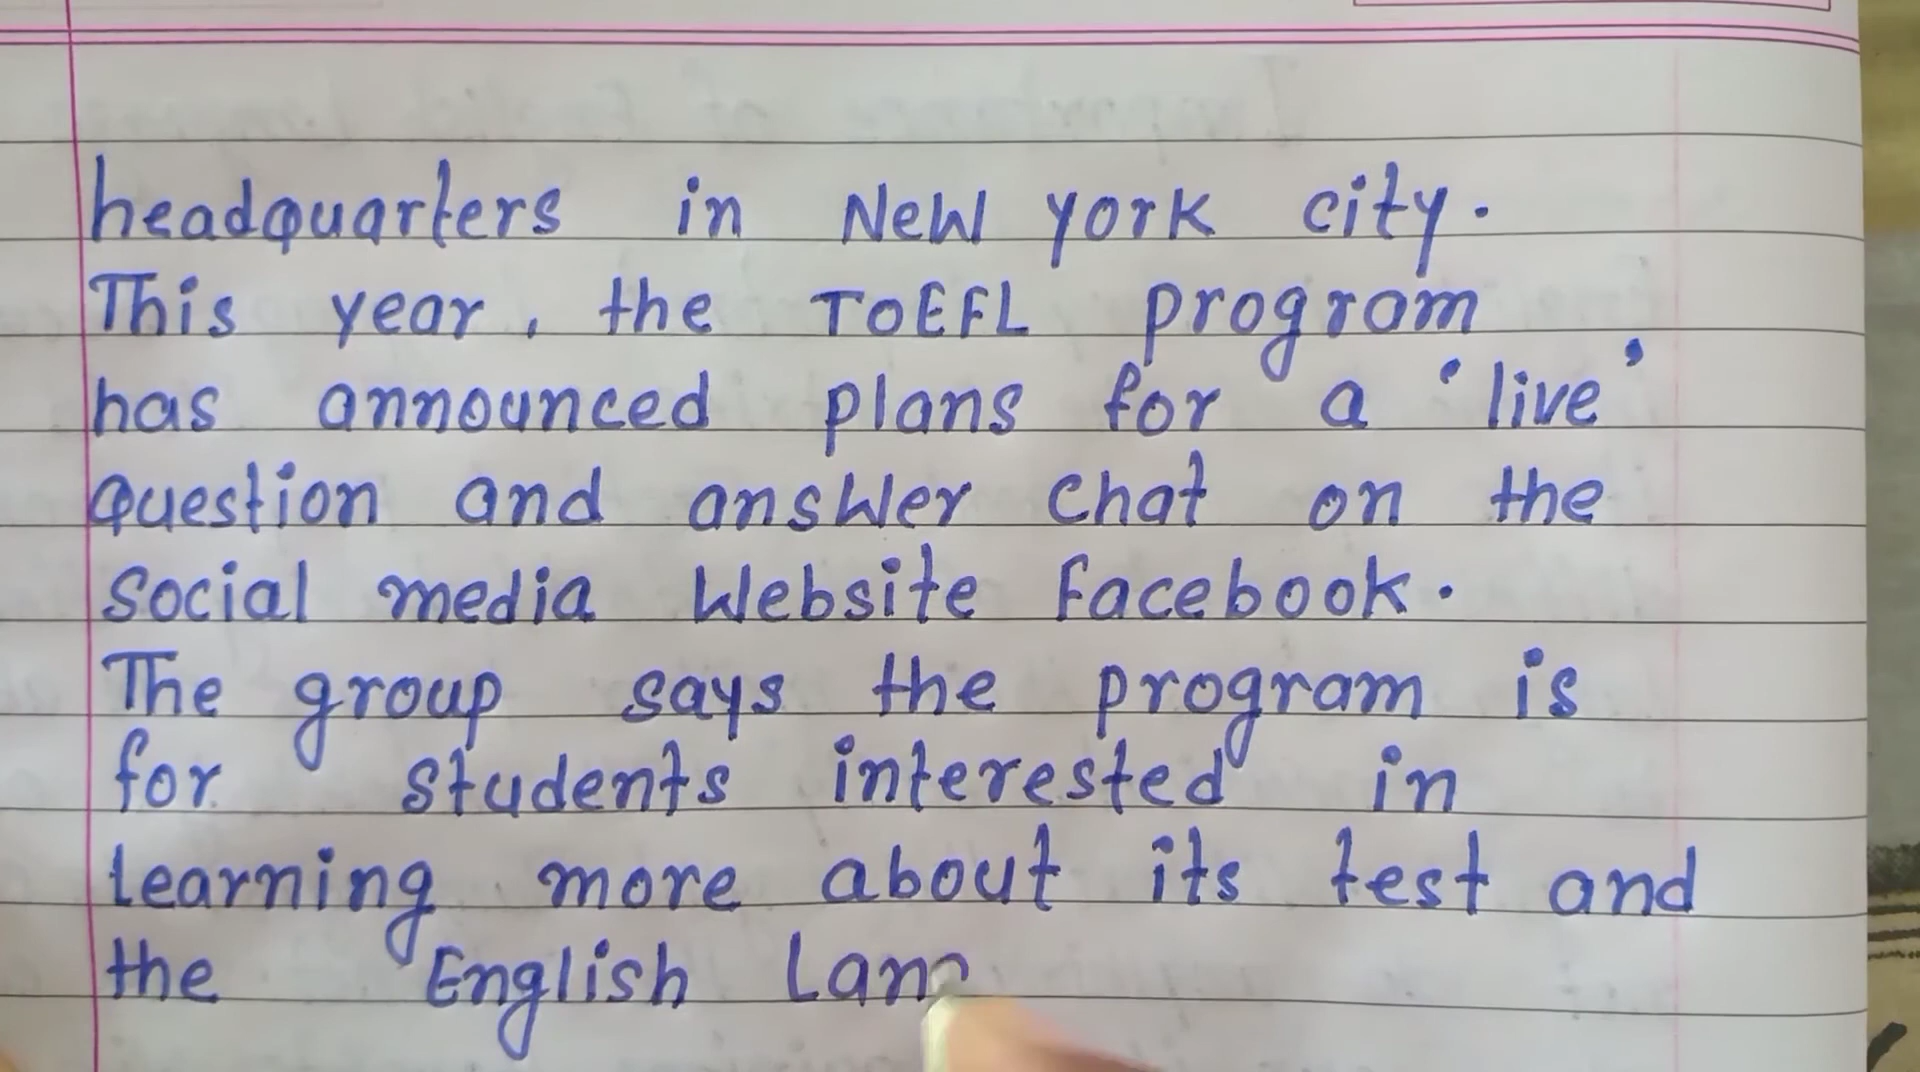 headquarters in New york city.
This year, the TOEFL program
has announced plans for a 'live'
question and answer chat on the
social media Website facebook.
The group says the program is
for students interested in
learning more about its test and
the English Lan